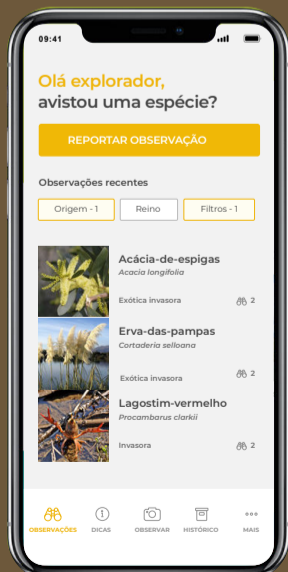 09:41
Olá explorador,
avistou uma espécie?
REPORTAR OBSERVAÇÃO
Observações recentes
Origem - 1 Reino Filtros - 1
Acácia-de-espigas
Acacia longifolia
Exótica invasora 2
Erva-das-pampas
Cortaderia selloana
Exótica invasora 2
Lagostim-vermelho
Procambarus clarkii
Invasora 2
OBSERVAÇÕES DICAS OBSERVAR HISTÓRICO MAIS